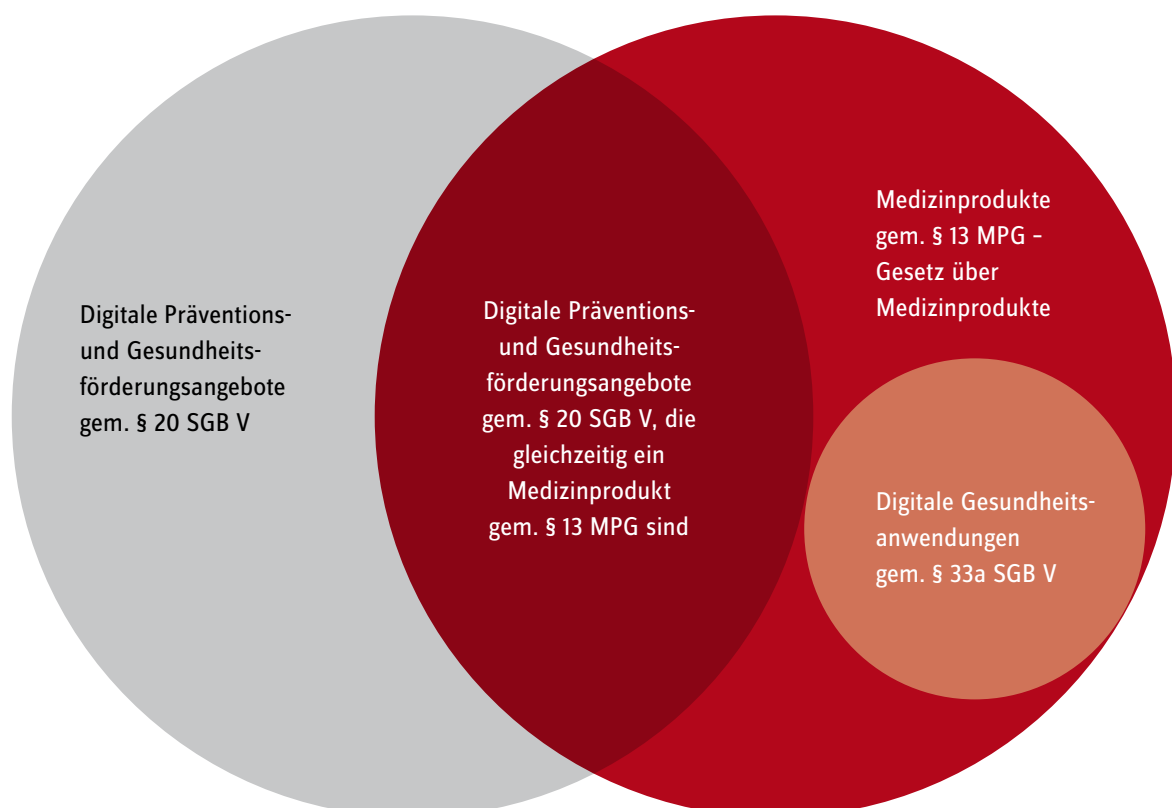 Digitale Präventions-
und Gesundheits-
förderungsangebote
gem. § 20 SGB V
Digitale Präventions-
und Gesundheits-
förderungsangebote
gem. § 20 SGB V, die
gleichzeitig ein
Medizinprodukt
gem. § 13 MPG sind
Medizinprodukte
gem. § 13 MPG –
Gesetz über
Medizinprodukte
Digitale Gesundheits-
anwendungen
gem. § 33a SGB V